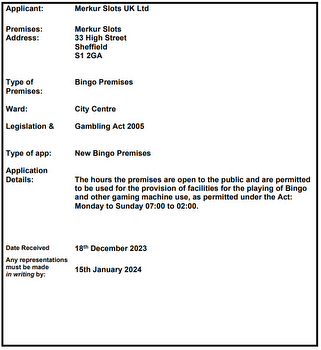 Applicant: Merkur Slots UK Ltd
Premises: Merkur Slots
Address: 33 High Street
Sheffield
S1 2GA
Type of Bingo Premises
Premises:
Ward: City Centre
Legislation & Gambling Act 2005
Type of app: New Bingo Premises
Application
Details: The hours the premises are open to the public and are permitted
to be used for the provision of facilities for the playing of Bingo
and other gaming machine use, as permitted under the Act:
Monday to Sunday 07:00 to 02:00.
Date Received 18th December 2023
Any representations
must be made 15th January 2024
in writing by: